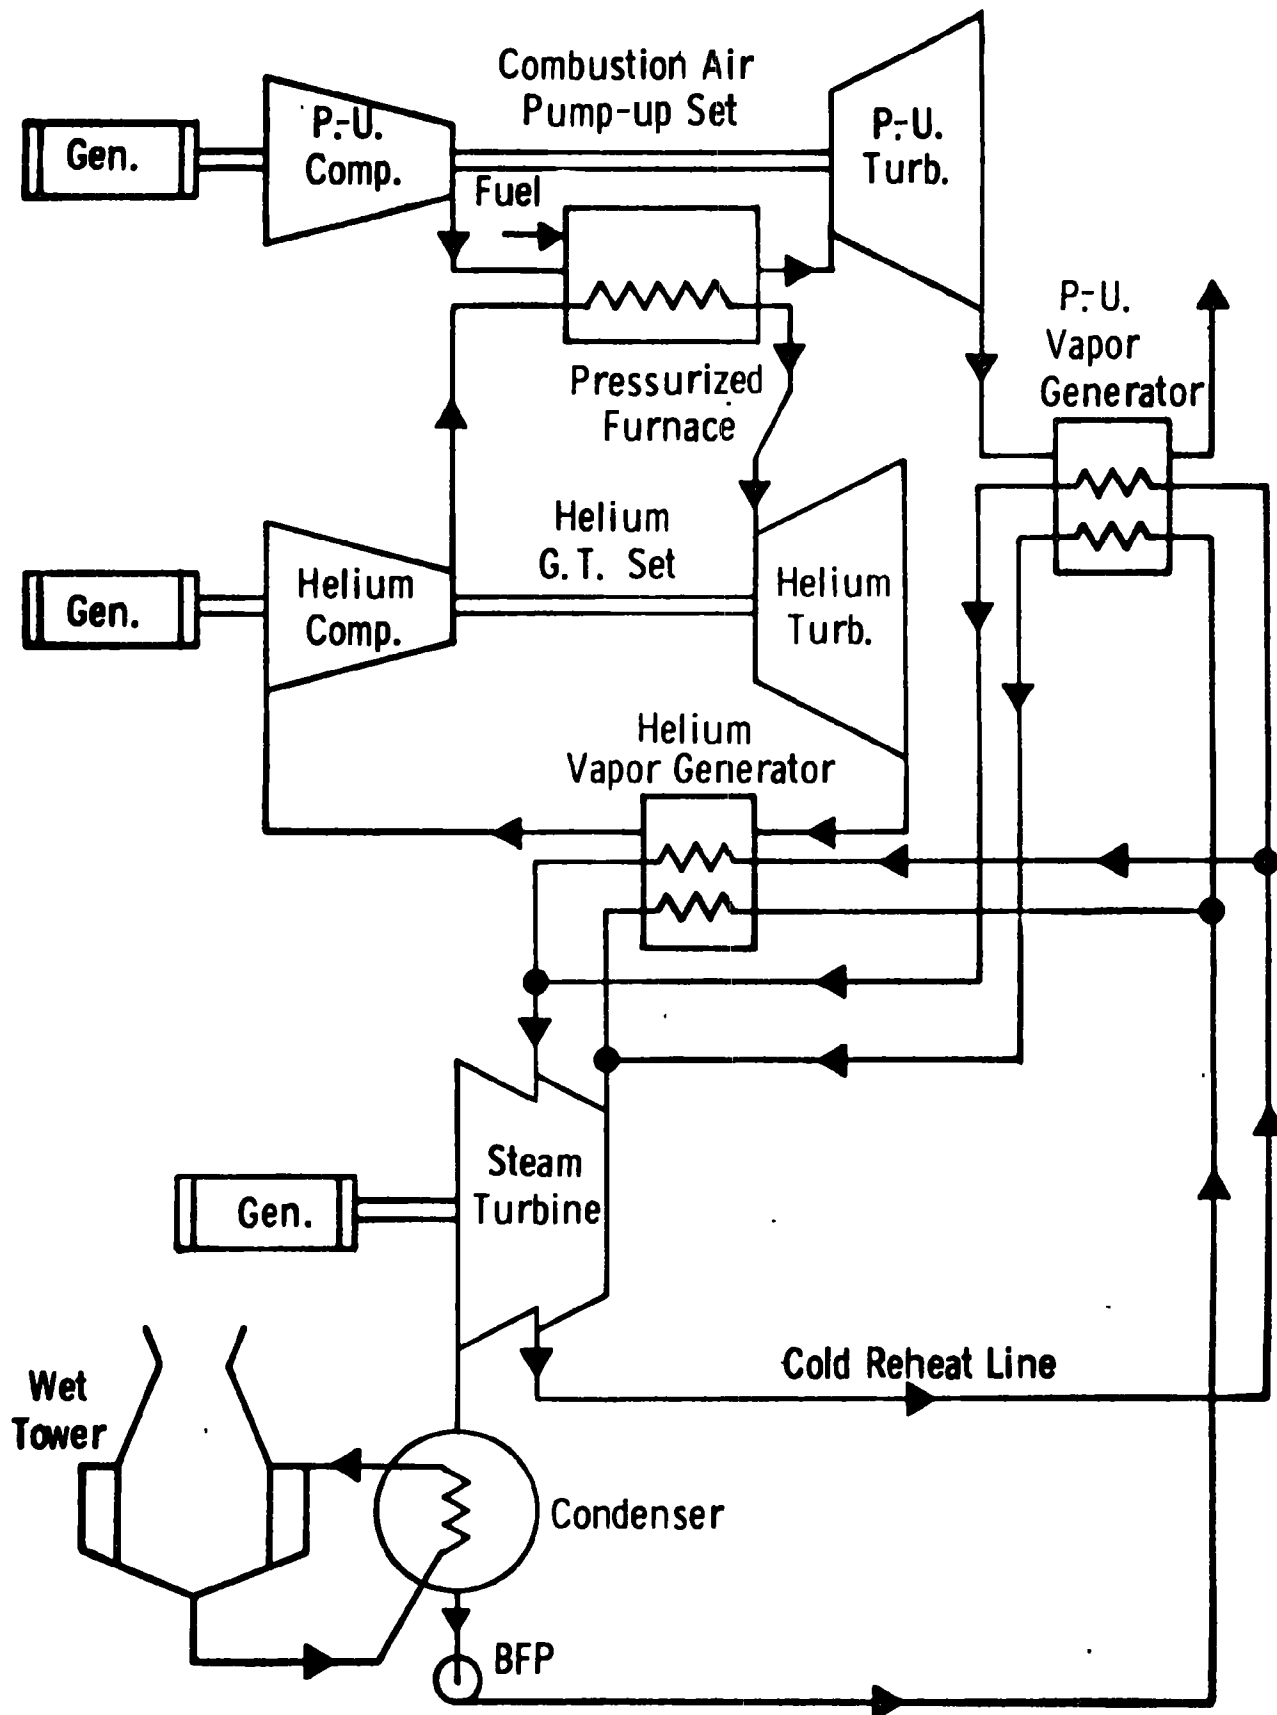 Combustion Air
Pump-up Set
Gen.
P.-U.
Comp.
P.-U.
Turb.
Fuel
Pressurized
Furnace
P.-U.
Vapor
Generator
Helium
G.T. Set
Gen.
Helium
Comp.
Helium
Turb.
Helium
Vapor Generator
Steam
Turbine
Gen.
Cold Reheat Line
Wet
Tower
Condenser
BFP